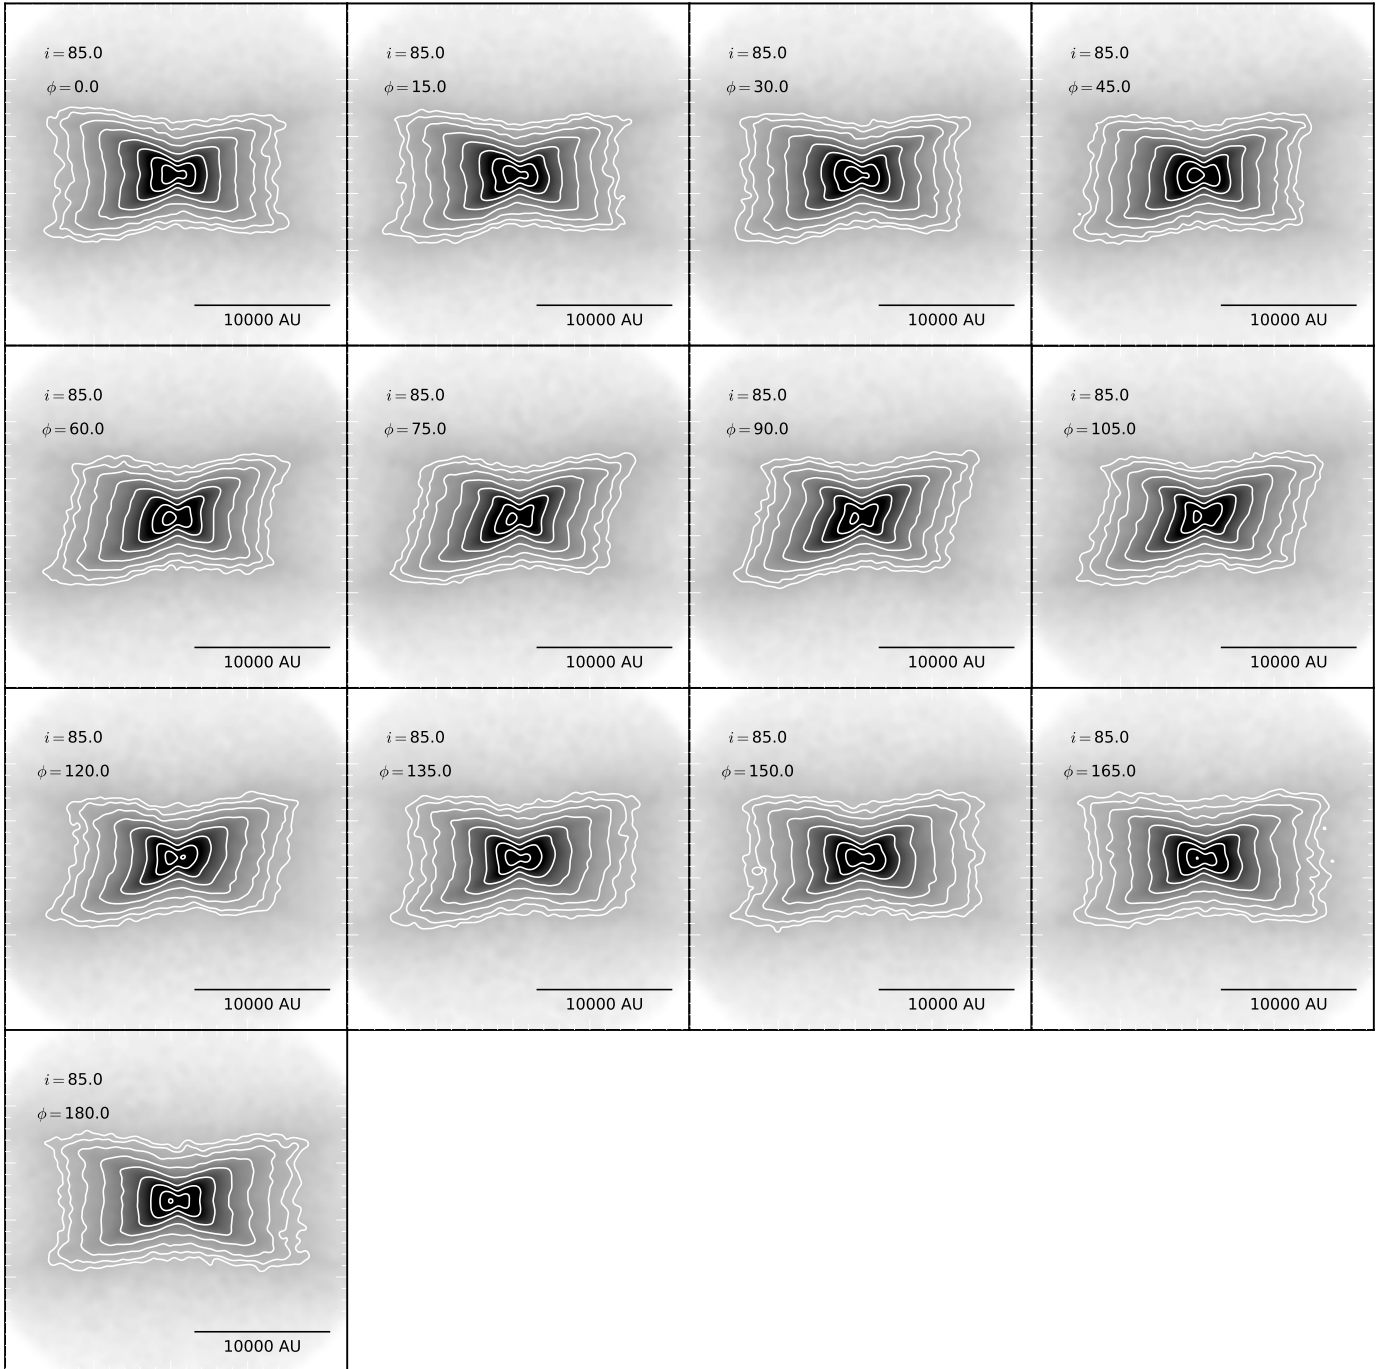 i = 85.0
ϕ = 0.0
10000 AU
i = 85.0
ϕ = 15.0
10000 AU
i = 85.0
ϕ = 30.0
10000 AU
i = 85.0
ϕ = 45.0
10000 AU
i = 85.0
ϕ = 60.0
10000 AU
i = 85.0
ϕ = 75.0
10000 AU
i = 85.0
ϕ = 90.0
10000 AU
i = 85.0
ϕ = 105.0
10000 AU
i = 85.0
ϕ = 120.0
10000 AU
i = 85.0
ϕ = 135.0
10000 AU
i = 85.0
ϕ = 150.0
10000 AU
i = 85.0
ϕ = 165.0
10000 AU
i = 85.0
ϕ = 180.0
10000 AU